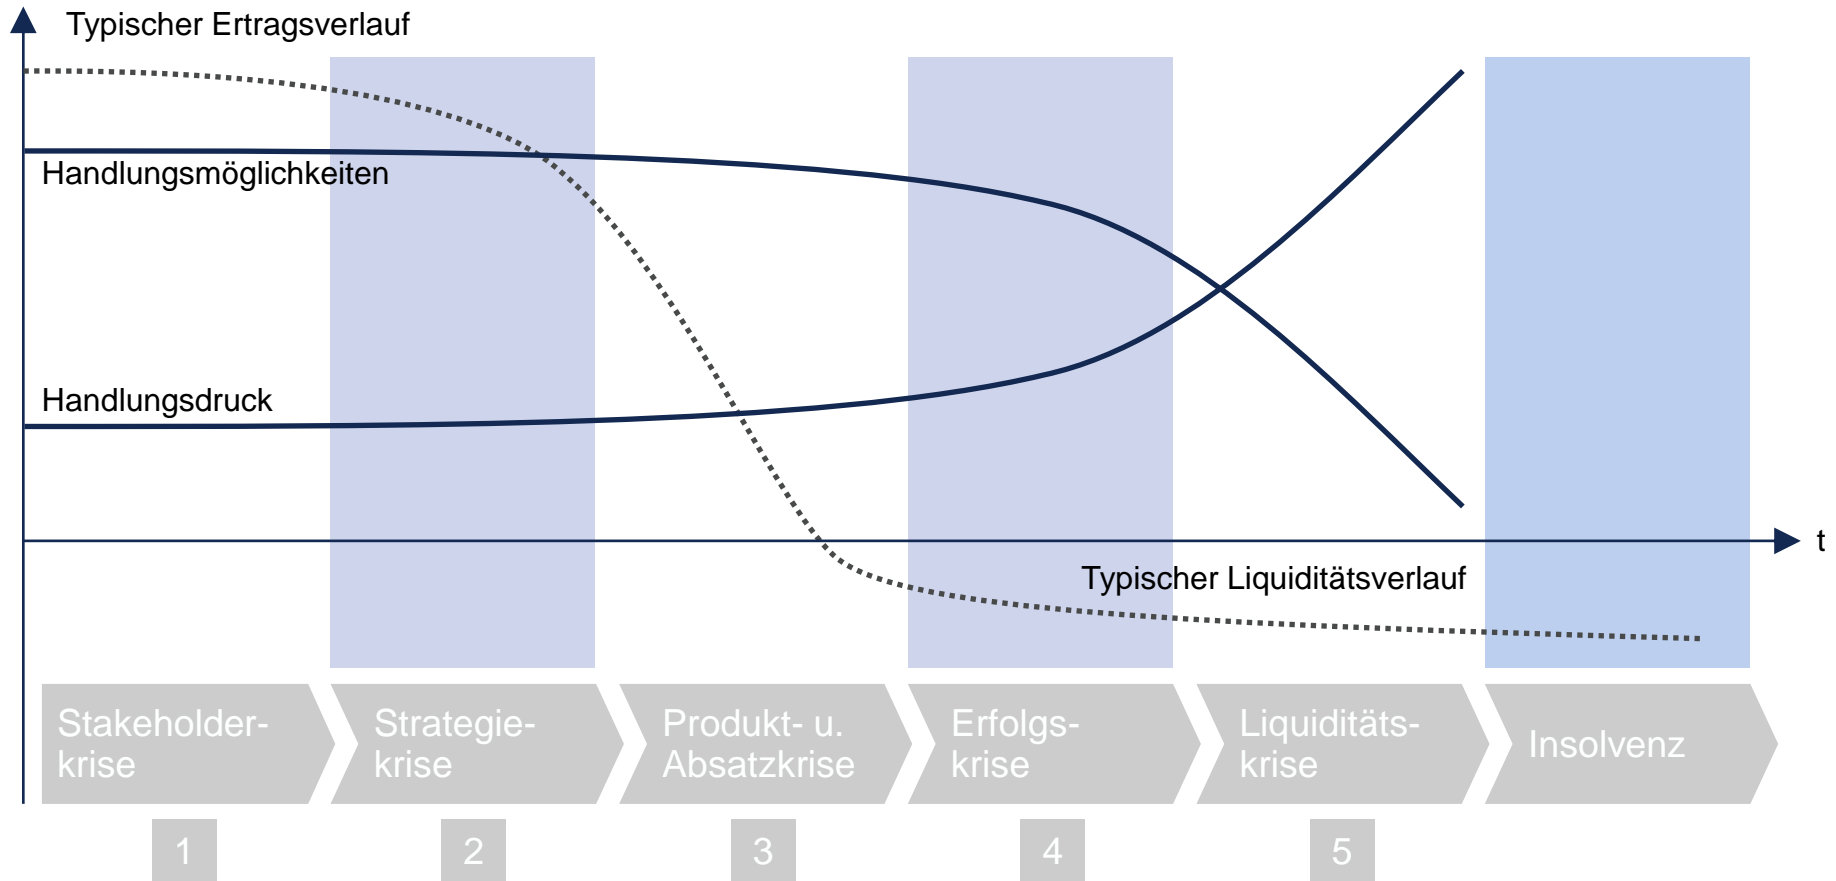 Typischer Ertragsverlauf
Handlungsmöglichkeiten
Handlungsdruck
t
Typischer Liquiditätsverlauf
Stakeholder-
krise
Strategie-
krise
Produkt- u.
Absatzkrise
Erfolgs-
krise
Liquiditäts-
krise
Insolvenz
1
2
3
4
5